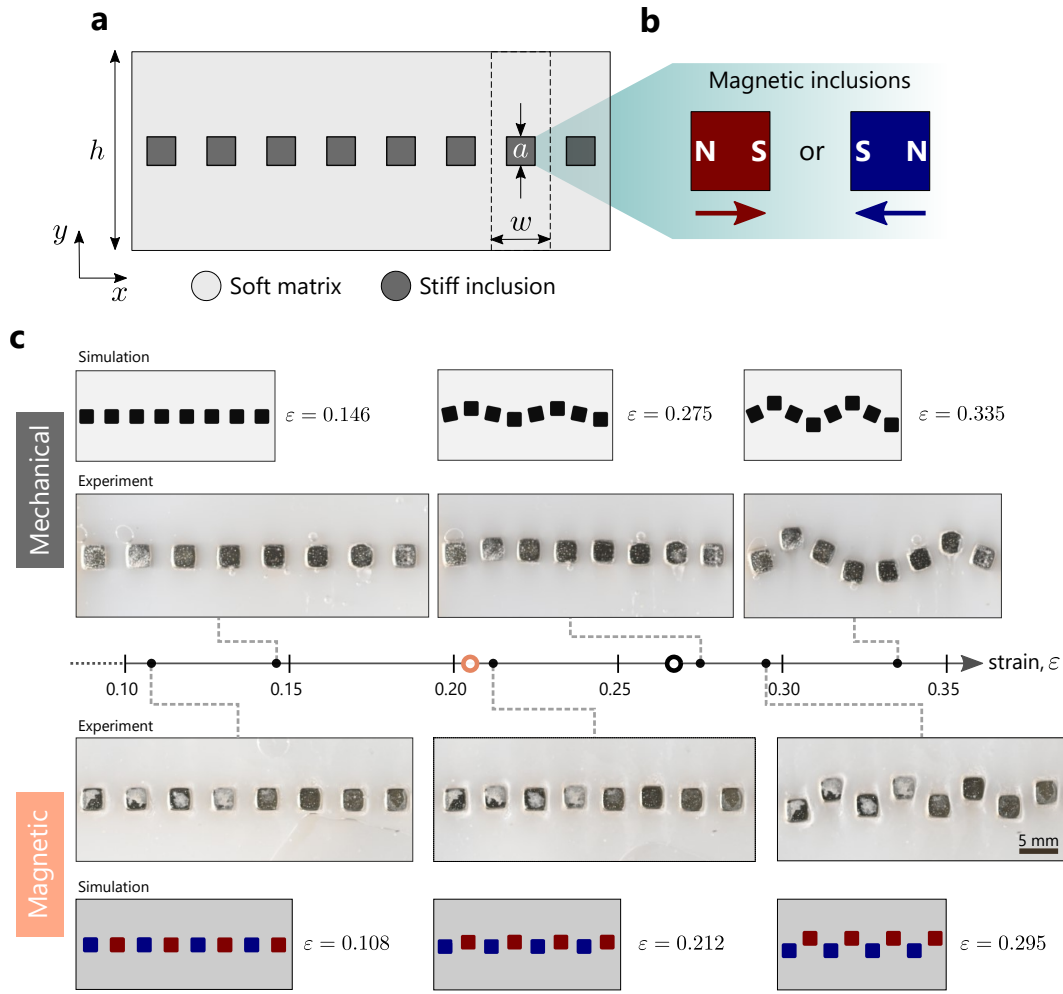 a
b
h
a
w
y
x
Soft matrix
Stiff inclusion
Magnetic inclusions
N S or S N
c
Simulation
ε = 0.146
ε = 0.275
ε = 0.335
Mechanical
Experiment
0.10
0.15
0.20
0.25
0.30
0.35
strain, ε
Experiment
5 mm
Magnetic
Simulation
ε = 0.108
ε = 0.212
ε = 0.295